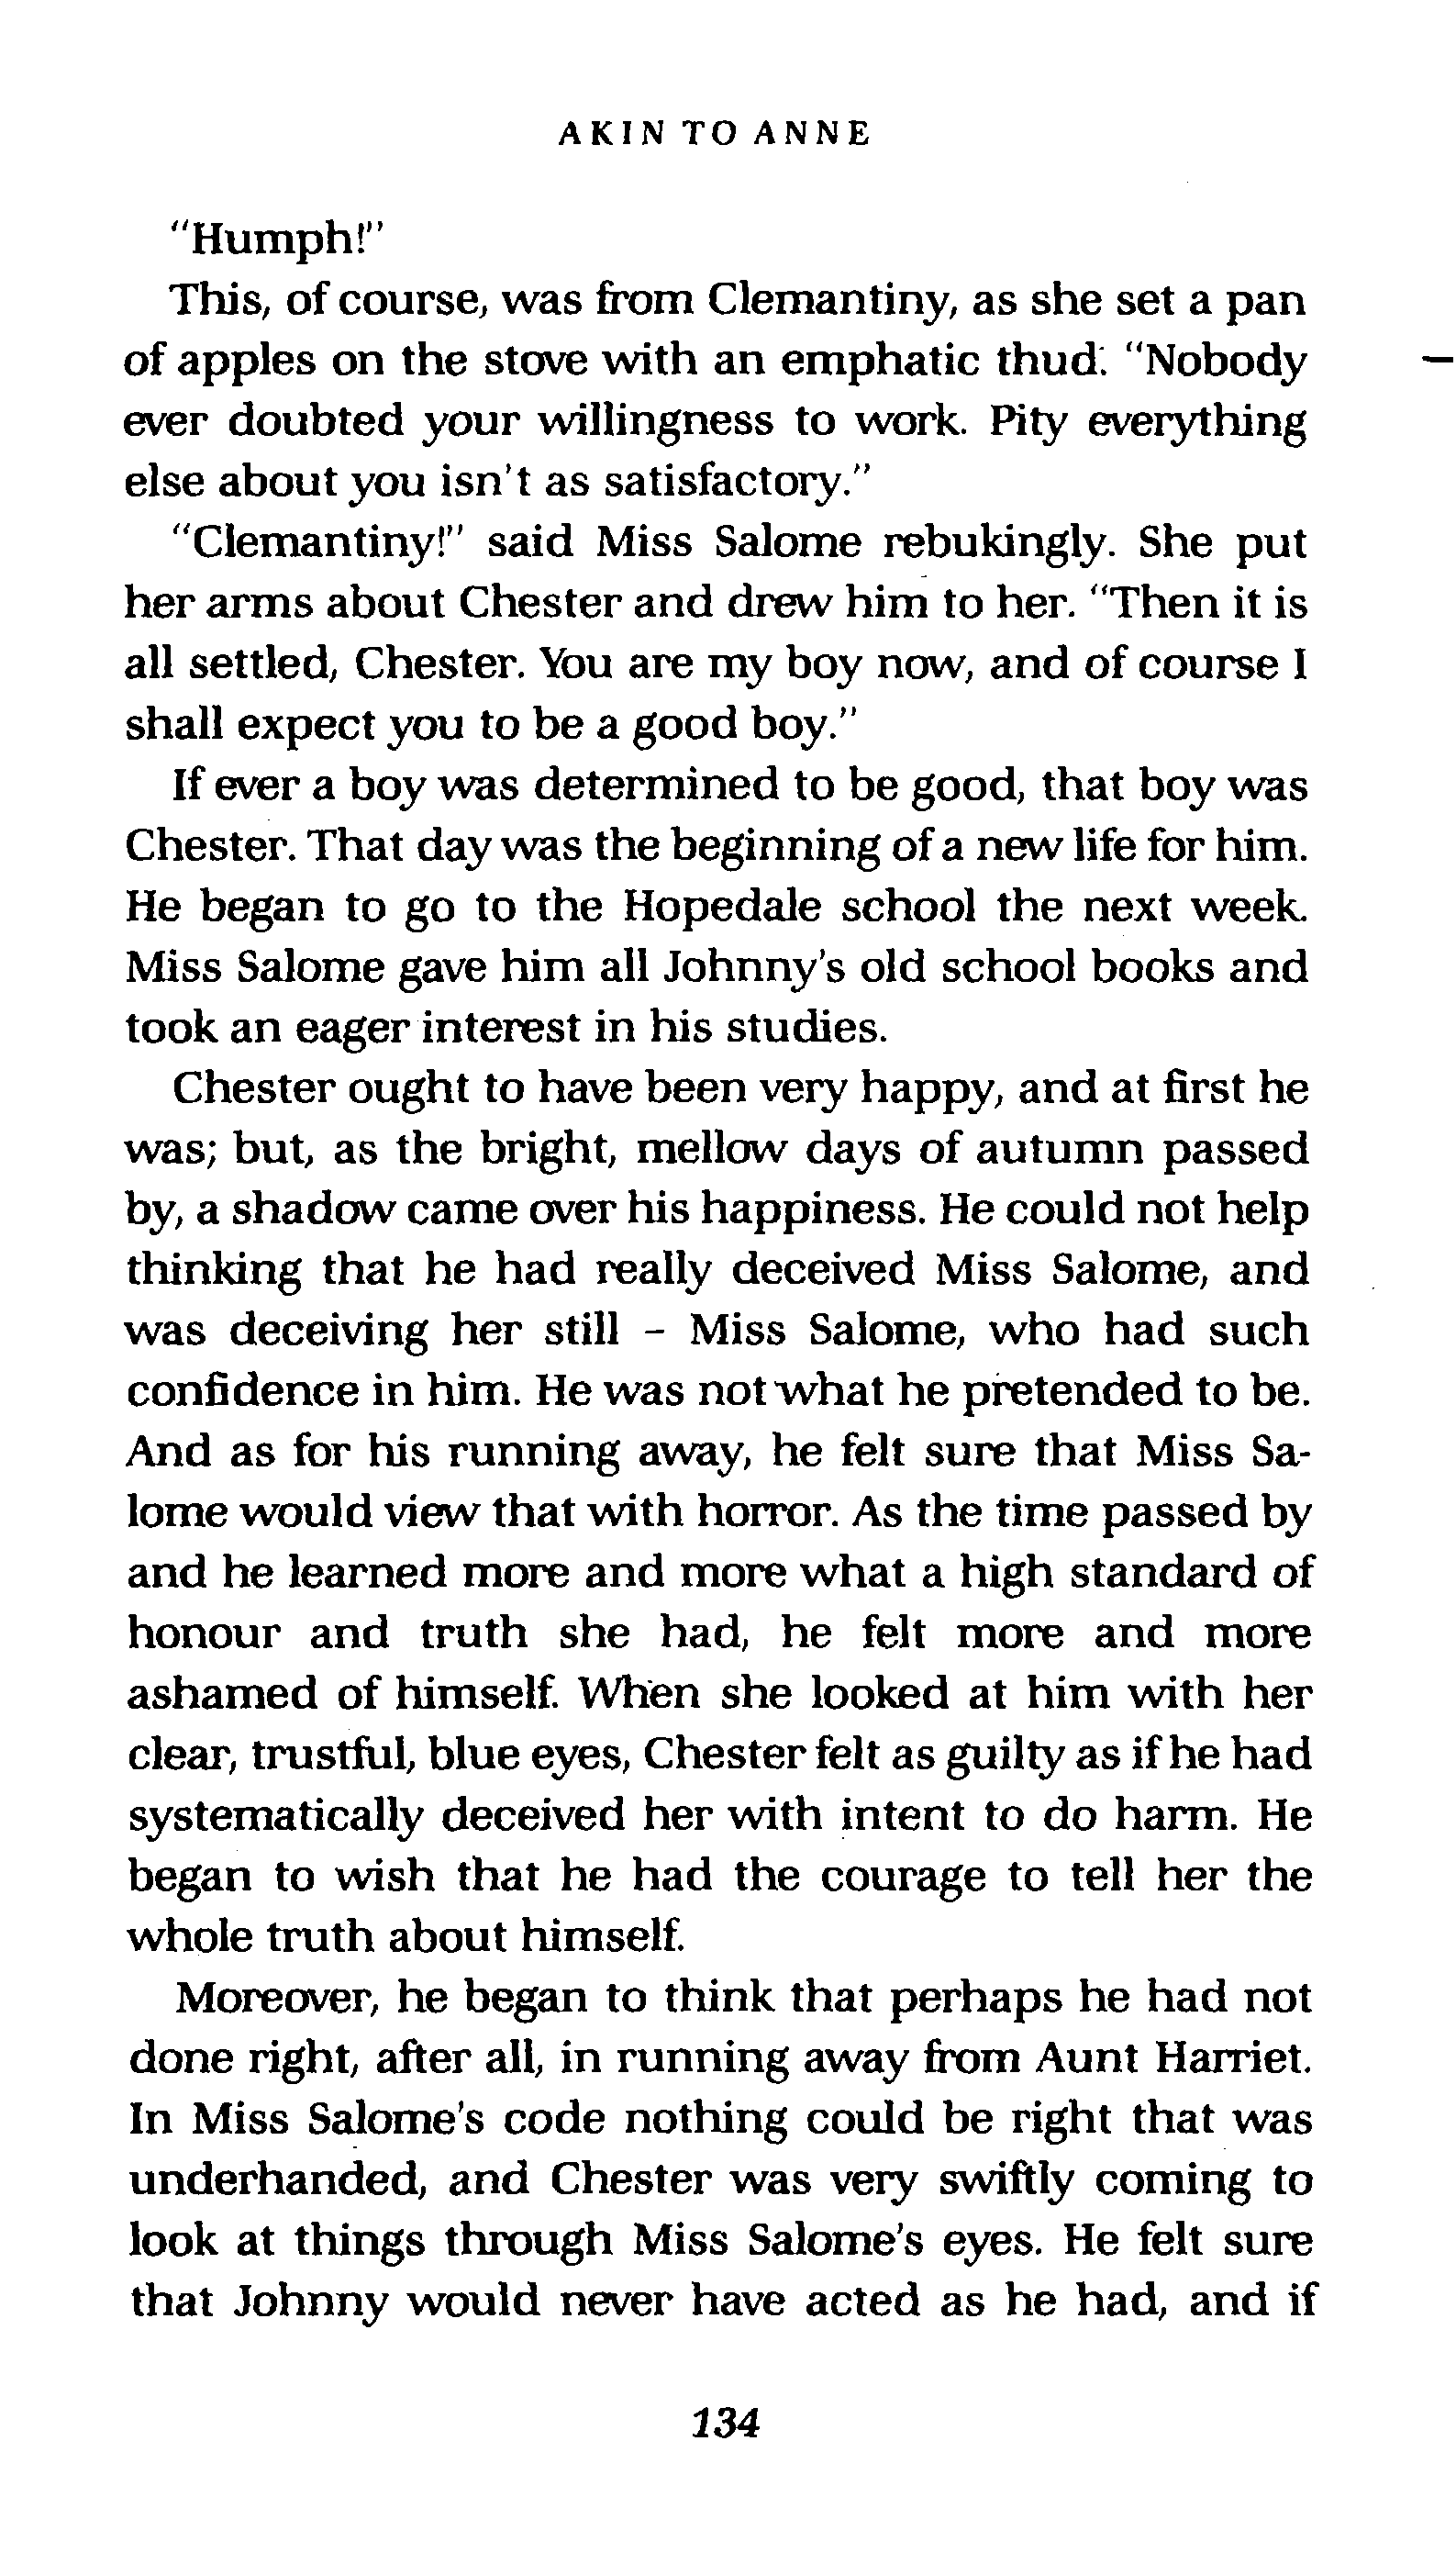 AKIN TO ANNE
"Humph!"
This, of course, was from Clemantiny, as she set a pan
of apples on the stove with an emphatic thud. "Nobody
ever doubted your willingness to work. Pity everything
else about you isn't as satisfactory."
"Clemantiny!" said Miss Salome rebukingly. She put
her arms about Chester and drew him to her. "Then it is
all settled, Chester. You are my boy now, and of course I
shall expect you to be a good boy."
If ever a boy was determined to be good, that boy was
Chester. That day was the beginning of a new life for him.
He began to go to the Hopedale school the next week.
Miss Salome gave him all Johnny's old school books and
took an eager interest in his studies.
Chester ought to have been very happy, and at first he
was; but, as the bright, mellow days of autumn passed
by, a shadow came over his happiness. He could not help
thinking that he had really deceived Miss Salome, and
was deceiving her still – Miss Salome, who had such
confidence in him. He was not what he pretended to be.
And as for his running away, he felt sure that Miss Sa-
lome would view that with horror. As the time passed by
and he learned more and more what a high standard of
honour and truth she had, he felt more and more
ashamed of himself. When she looked at him with her
clear, trustful, blue eyes, Chester felt as guilty as if he had
systematically deceived her with intent to do harm. He
began to wish that he had the courage to tell her the
whole truth about himself.
Moreover, he began to think that perhaps he had not
done right, after all, in running away from Aunt Harriet.
In Miss Salome's code nothing could be right that was
underhanded, and Chester was very swiftly coming to
look at things through Miss Salome's eyes. He felt sure
that Johnny would never have acted as he had, and if
134